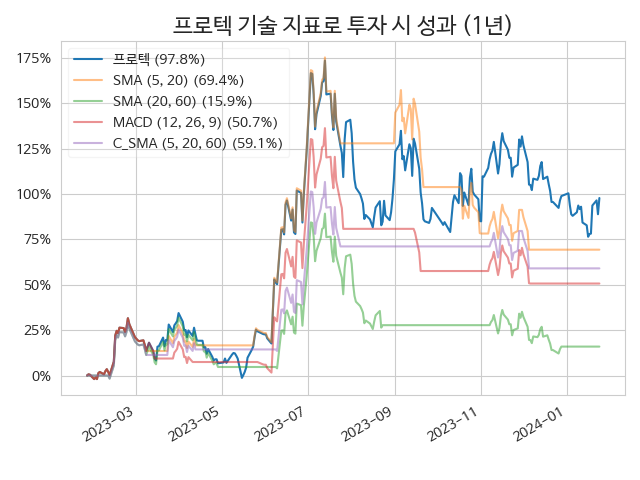 프로텍 기술 지표로 투자 시 성과 (1년)
175%
150%
125%
100%
75%
50%
25%
0%
프로텍 (97.8%)
SMA (5, 20) (69.4%)
SMA (20, 60) (15.9%)
MACD (12, 26, 9) (50.7%)
C_SMA (5, 20, 60) (59.1%)
2023-03
2023-05
2023-07
2023-09
2023-11
2024-01